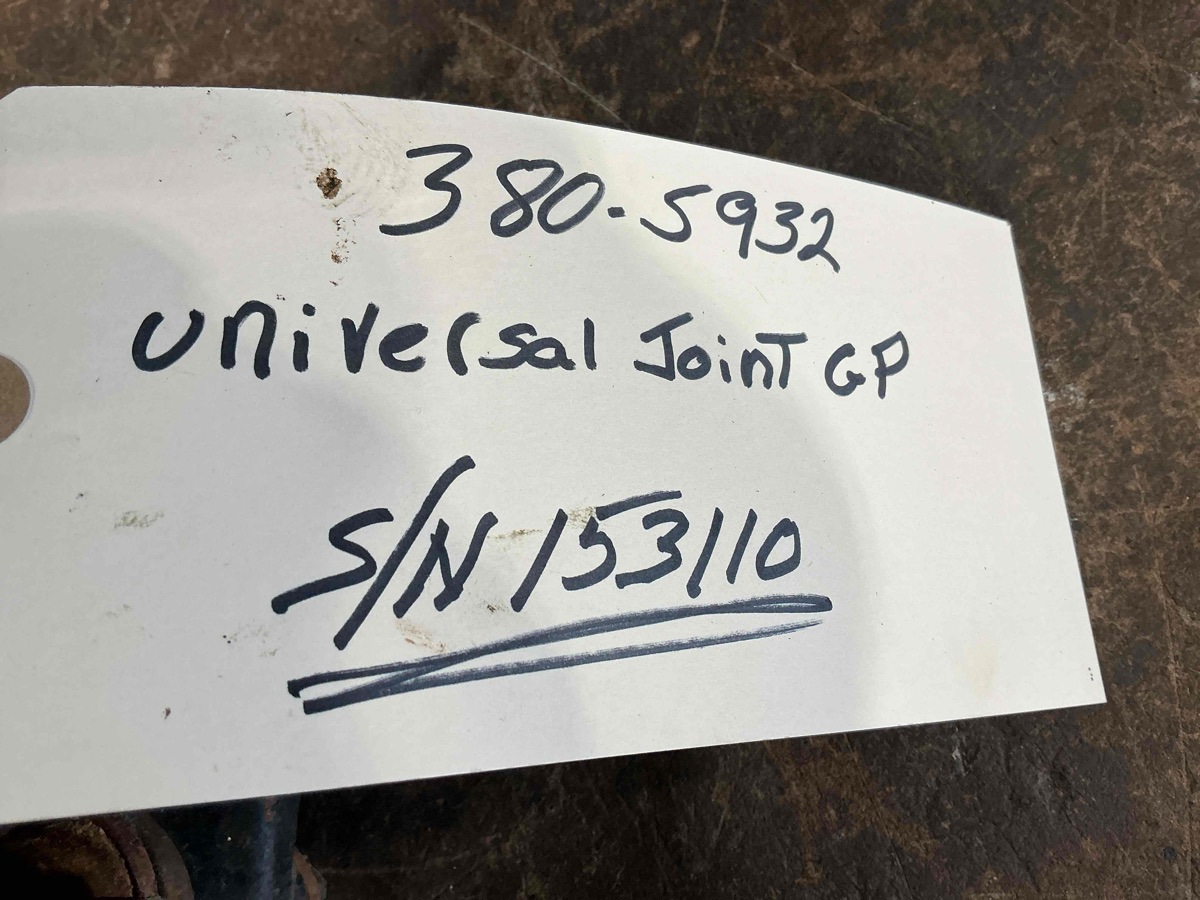 380-5932
Universal Joint GP
S/N 153110